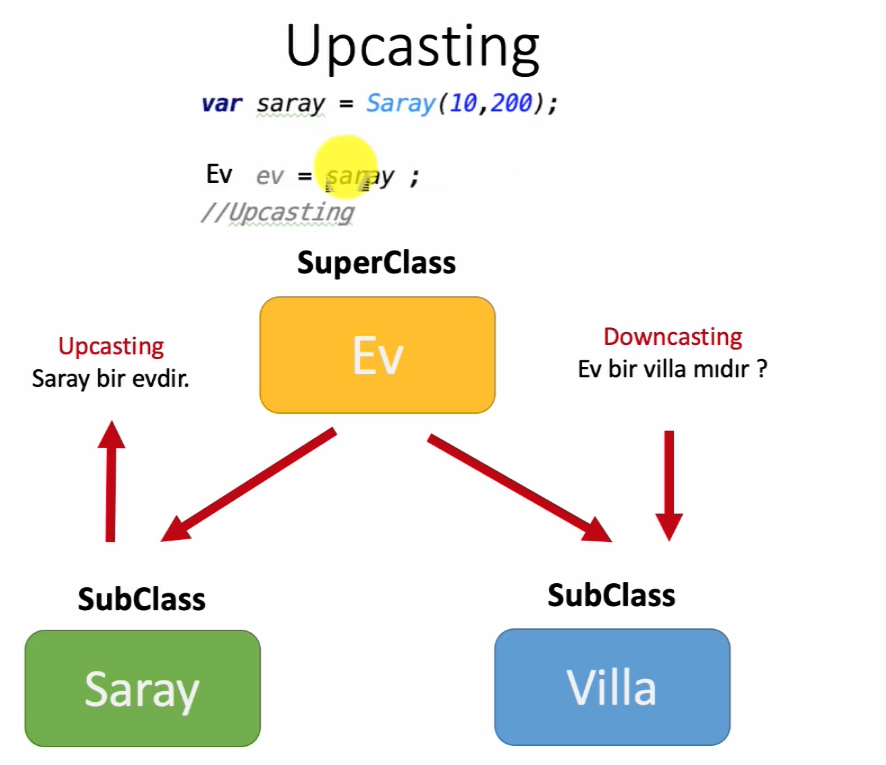 Upcasting
var saray = Saray(10,200);
Ev ev = saray ;
//Upcasting
SuperClass
Ev
Upcasting
Saray bir evdir.
Downcasting
Ev bir villa mıdır ?
SubClass
Saray
SubClass
Villa